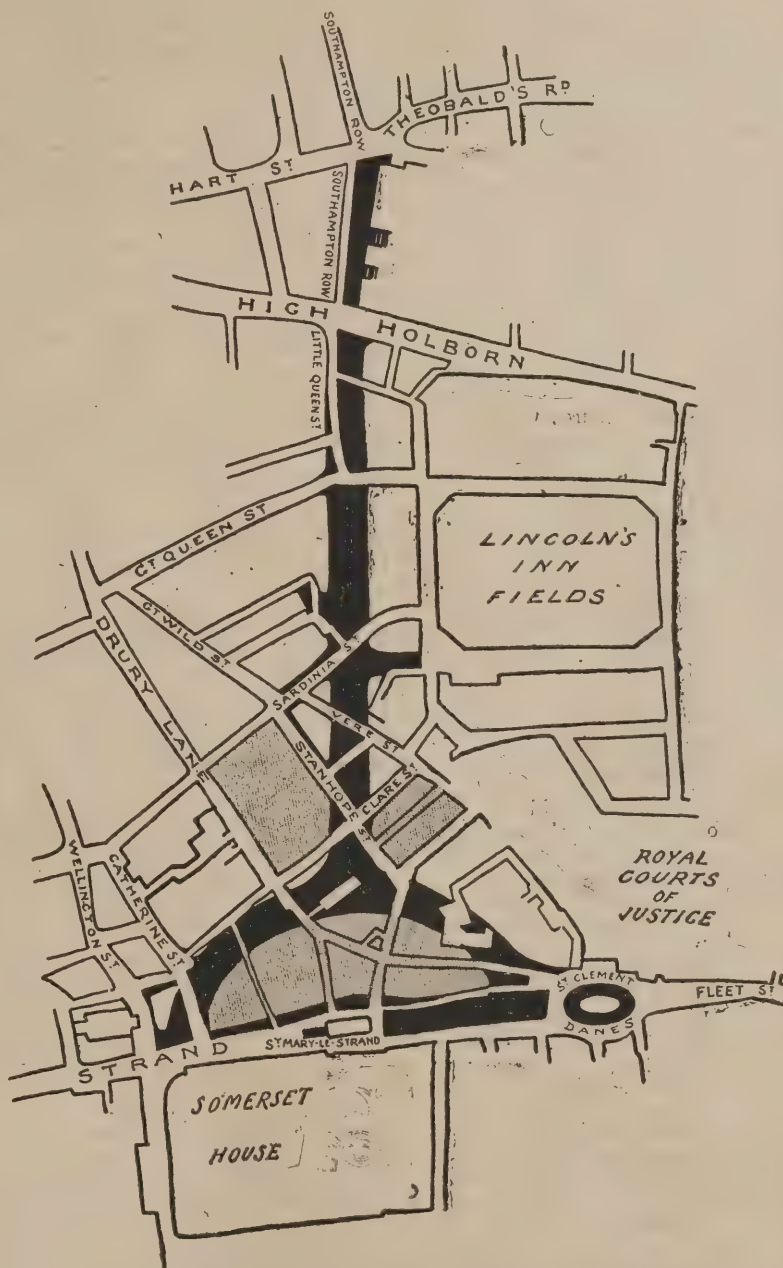 SOUTHAMPTON ROW
THEOBALD'S RD
HART ST
SOUTHAMPTON ROW
HIGH HOLBORN
LITTLE QUEEN ST
GT QUEEN ST
LINCOLN'S
INN
FIELDS
DRURY LANE
GT WILD ST
SARDINIA ST
VERE ST
STANHOPE ST
CLARE ST
ROYAL
COURTS
OF
JUSTICE
WELLINGTON ST
CATHERINE ST
ST CLEMENT
DANES
FLEET ST
STRAND
ST MARY-LE-STRAND
SOMERSET
HOUSE